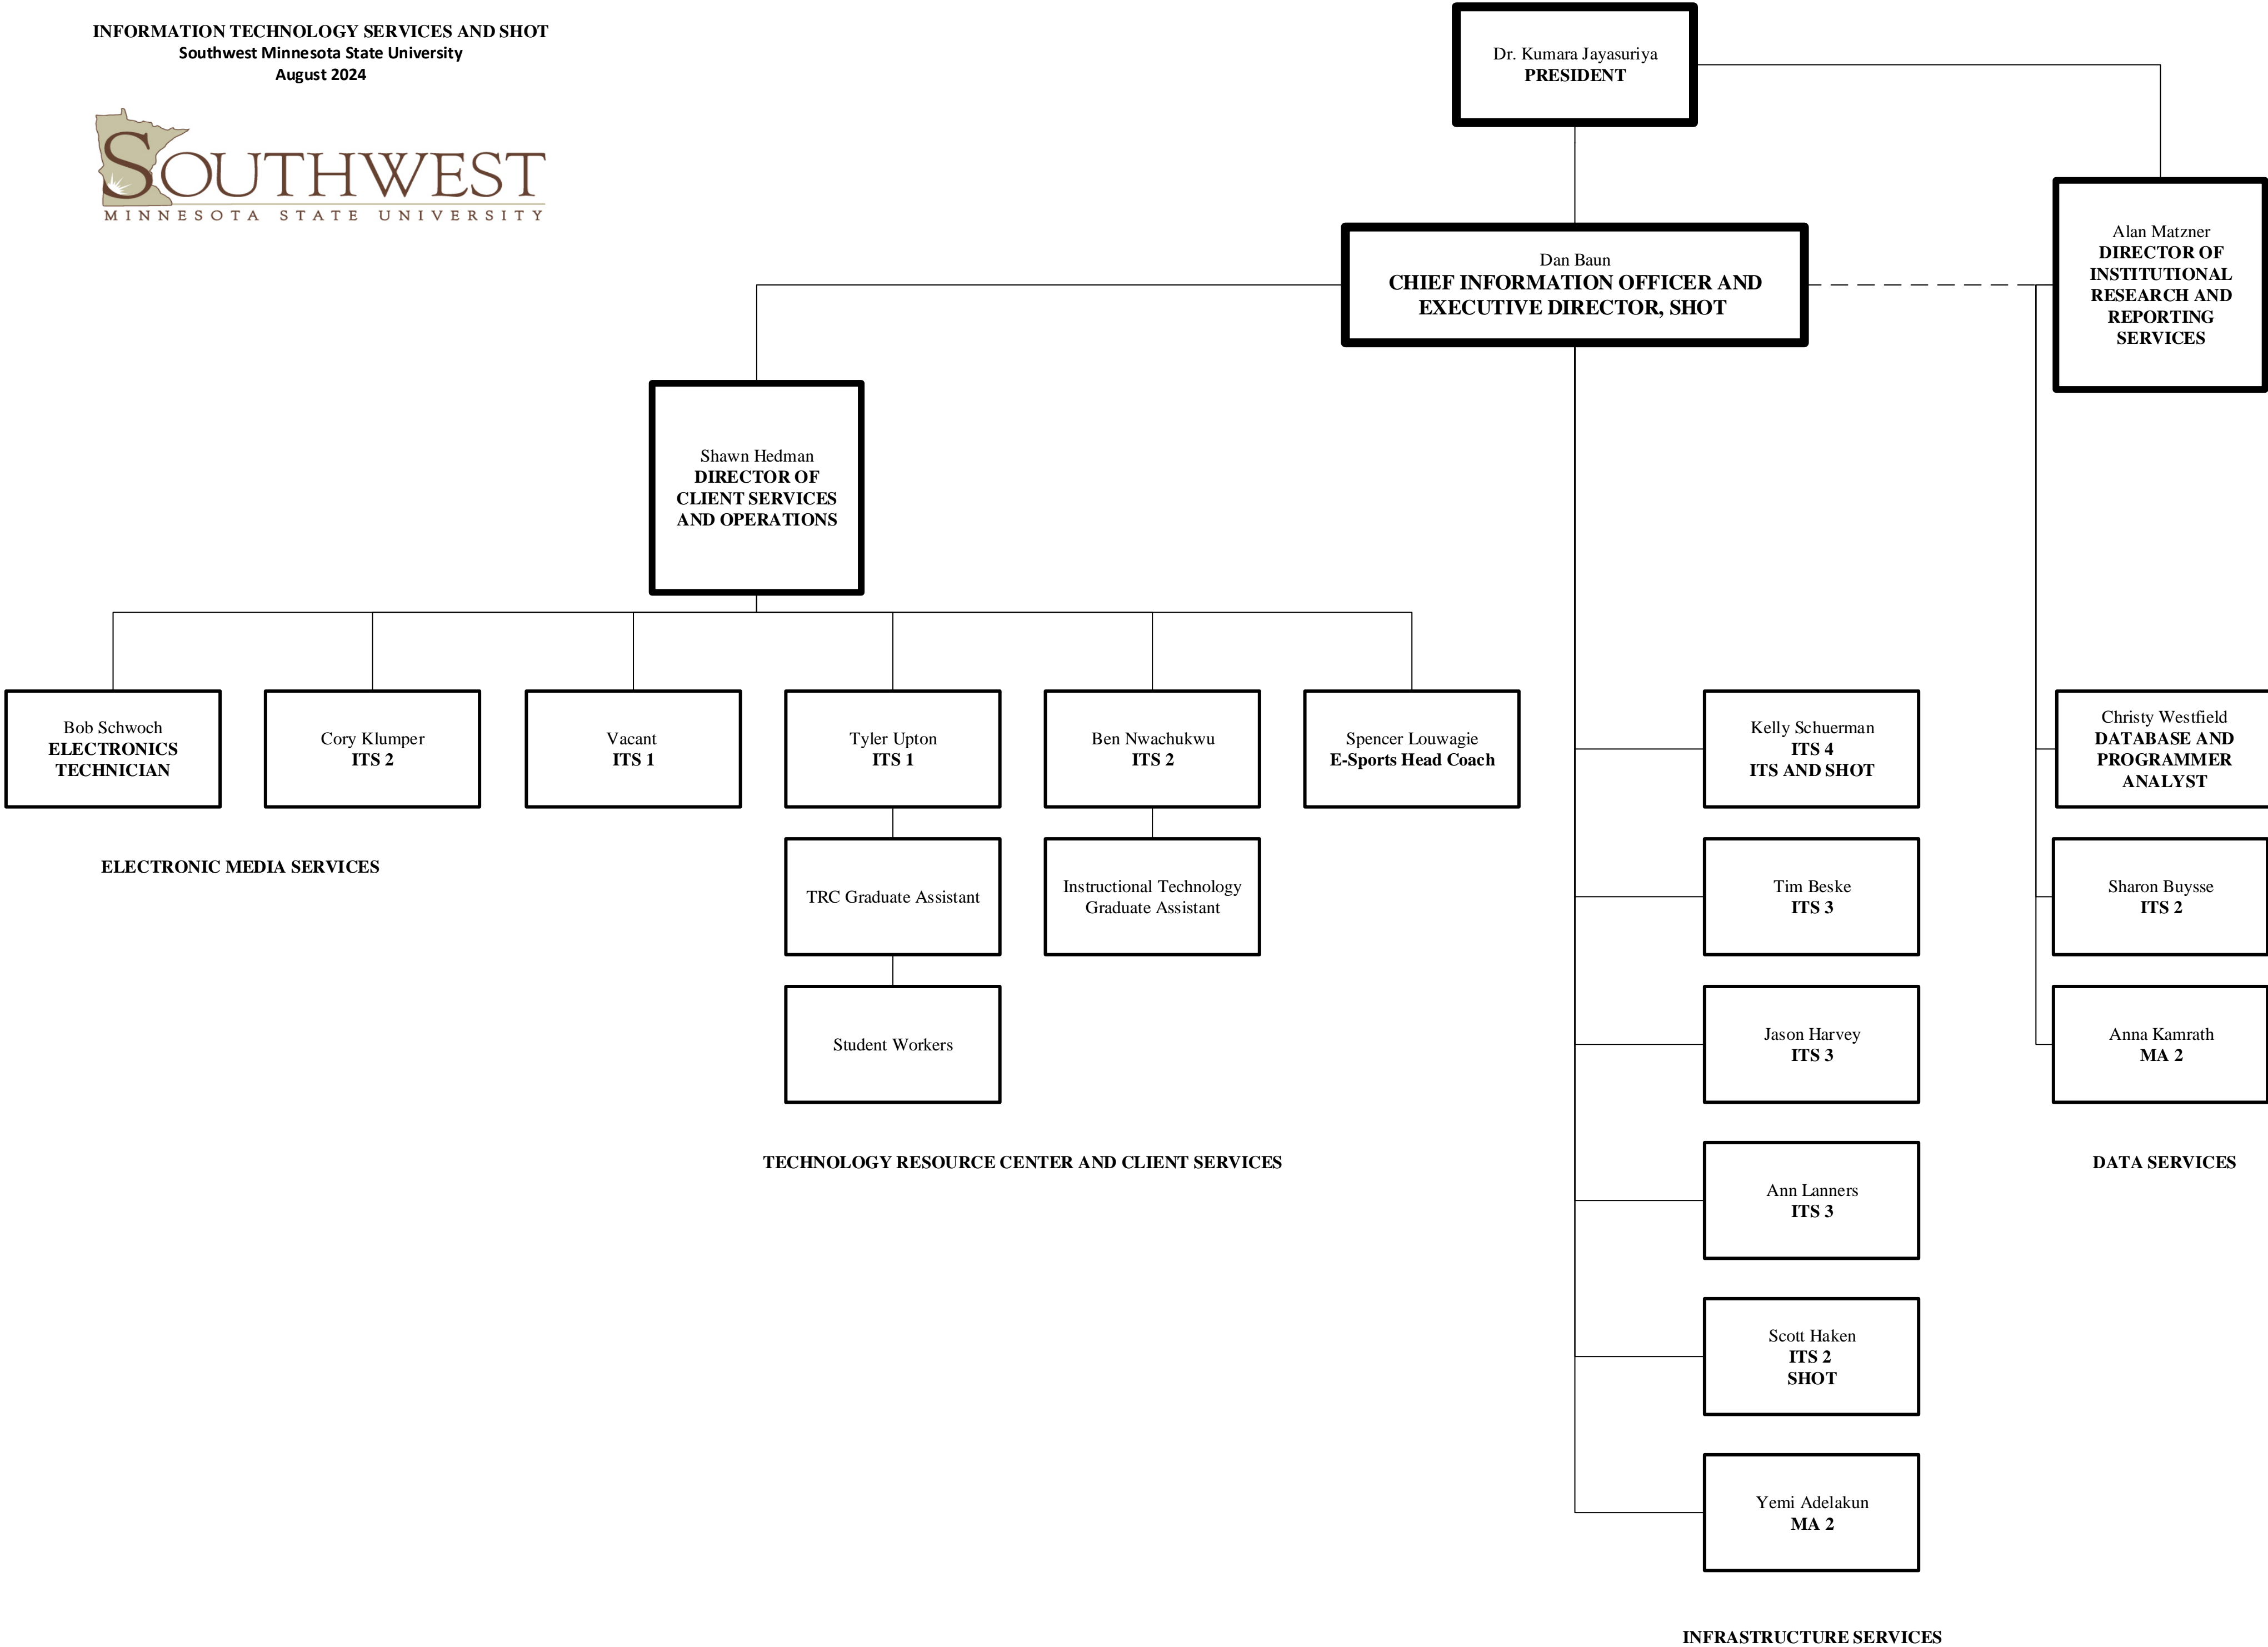 INFORMATION TECHNOLOGY SERVICES AND SHOT
Southwest Minnesota State University
August 2024
SOUTHWEST
MINNESOTA STATE UNIVERSITY
Dr. Kumara Jayasuriya
PRESIDENT
Dan Baun
CHIEF INFORMATION OFFICER AND
EXECUTIVE DIRECTOR, SHOT
Alan Matzner
DIRECTOR OF
INSTITUTIONAL
RESEARCH AND
REPORTING
SERVICES
Shawn Hedman
DIRECTOR OF
CLIENT SERVICES
AND OPERATIONS
Bob Schwoch
ELECTRONICS
TECHNICIAN
Cory Klumper
ITS 2
Vacant
ITS 1
Tyler Upton
ITS 1
Ben Nwachukwu
ITS 2
Spencer Louwagie
E-Sports Head Coach
ELECTRONIC MEDIA SERVICES
TRC Graduate Assistant
Instructional Technology
Graduate Assistant
Student Workers
TECHNOLOGY RESOURCE CENTER AND CLIENT SERVICES
Kelly Schuerman
ITS 4
ITS AND SHOT
Tim Beske
ITS 3
Jason Harvey
ITS 3
Ann Lanners
ITS 3
Scott Haken
ITS 2
SHOT
Yemi Adelakun
MA 2
INFRASTRUCTURE SERVICES
Christy Westfield
DATABASE AND
PROGRAMMER
ANALYST
Sharon Buysse
ITS 2
Anna Kamrath
MA 2
DATA SERVICES